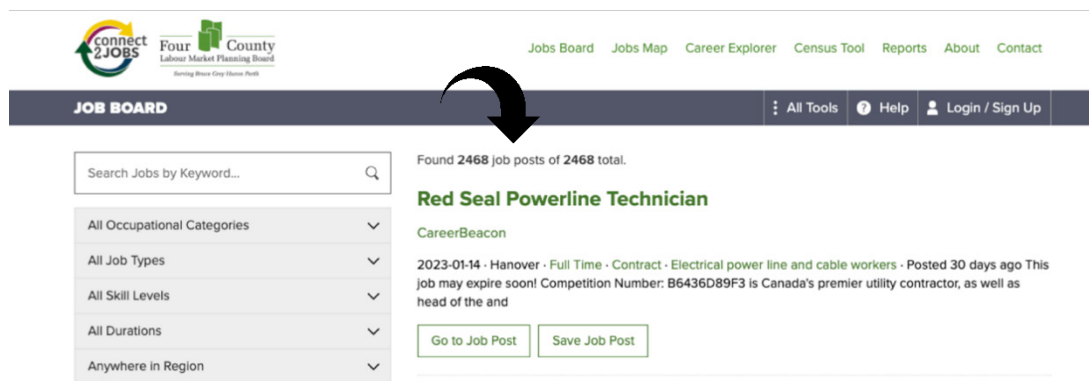 connect
2JOBS
Four County
Labour Market Planning Board
Serving Bruce Grey Huron Perth
Jobs Board Jobs Map Career Explorer Census Tool Reports About Contact
JOB BOARD
All Tools Help Login / Sign Up
Search Jobs by Keyword...
All Occupational Categories
All Job Types
All Skill Levels
All Durations
Anywhere in Region
Found 2468 job posts of 2468 total.
Red Seal Powerline Technician
CareerBeacon
2023-01-14 · Hanover · Full Time · Contract · Electrical power line and cable workers · Posted 30 days ago This
job may expire soon! Competition Number: B6436D89F3 is Canada's premier utility contractor, as well as
head of the and
Go to Job Post Save Job Post